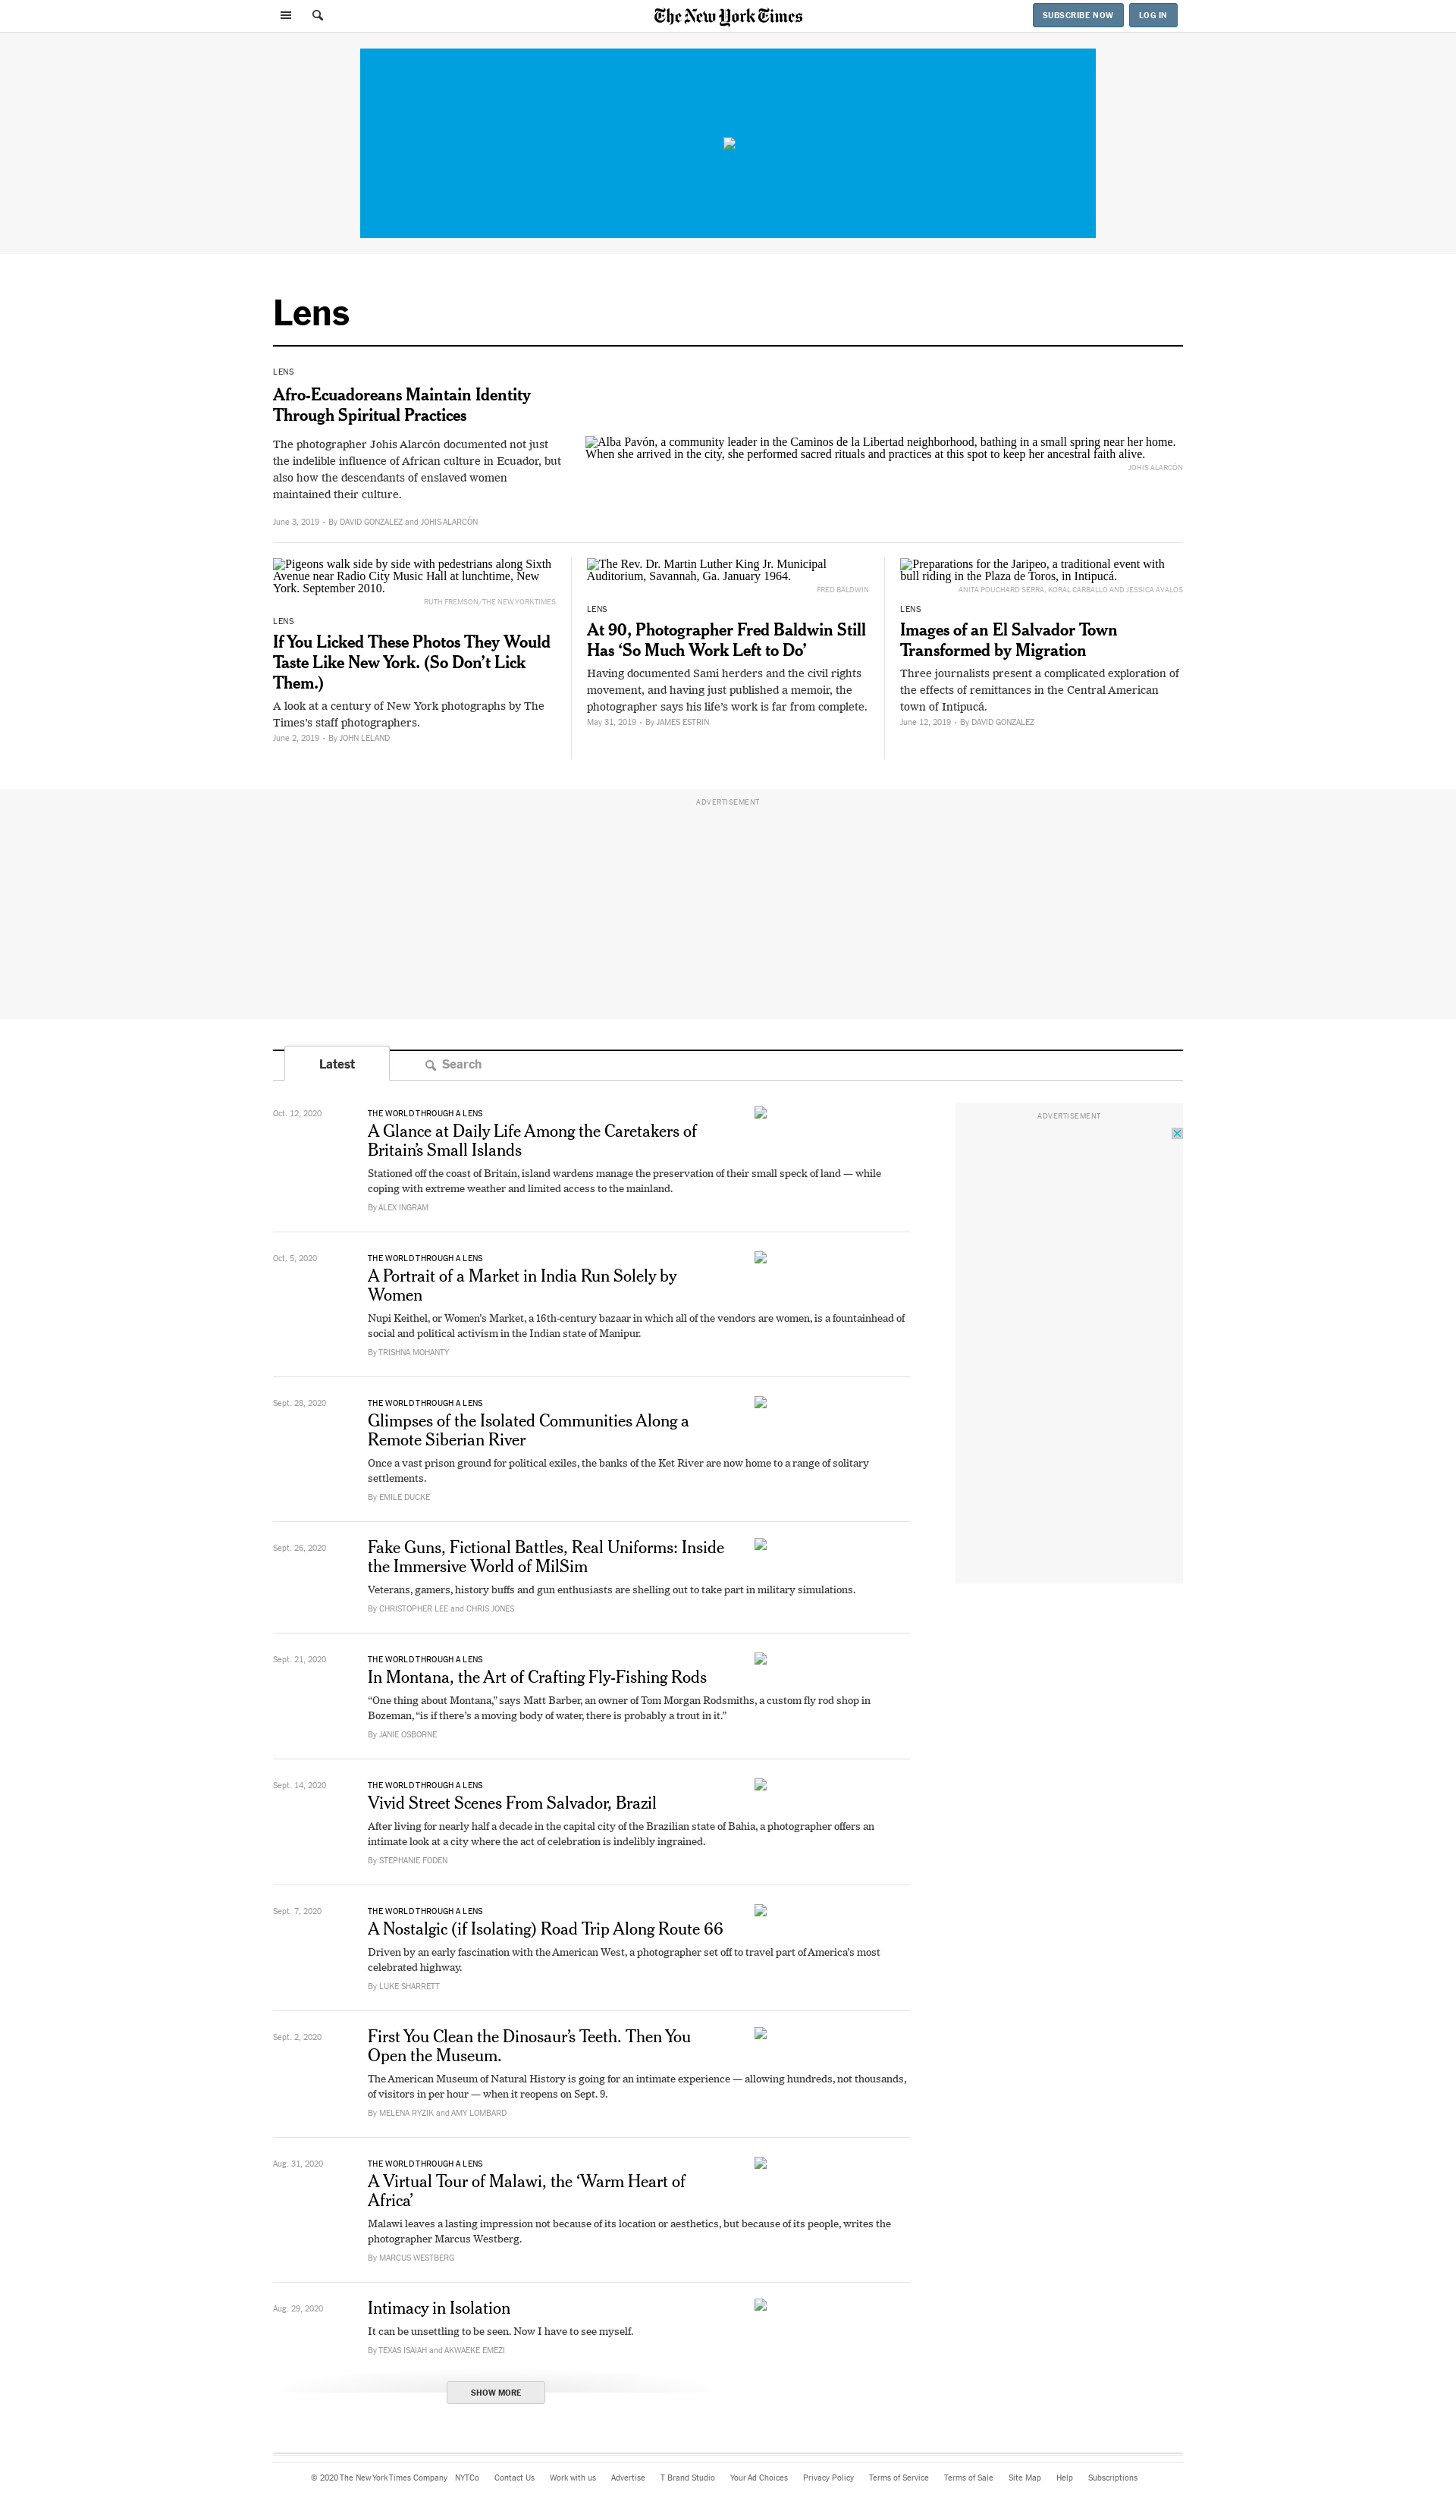 The New York Times
SUBSCRIBE NOW
LOG IN
Lens
LENS
Afro-Ecuadoreans Maintain Identity
Through Spiritual Practices
The photographer Johis Alarcón documented not just
the indelible influence of African culture in Ecuador, but
also how the descendants of enslaved women
maintained their culture.
June 3, 2019 • By DAVID GONZALEZ and JOHIS ALARCÓN
Alba Pavón, a community leader in the Caminos de la Libertad neighborhood, bathing in a small spring near her home.
When she arrived in the city, she performed sacred rituals and practices at this spot to keep her ancestral faith alive.
JOHIS ALARCÓN
Pigeons walk side by side with pedestrians along Sixth
Avenue near Radio City Music Hall at lunchtime, New
York. September 2010.
RUTH FREMSON/THE NEW YORK TIMES
LENS
If You Licked These Photos They Would
Taste Like New York. (So Don’t Lick
Them.)
A look at a century of New York photographs by The
Times’s staff photographers.
June 2, 2019 • By JOHN LELAND
The Rev. Dr. Martin Luther King Jr. Municipal
Auditorium, Savannah, Ga. January 1964.
FRED BALDWIN
LENS
At 90, Photographer Fred Baldwin Still
Has ‘So Much Work Left to Do’
Having documented Sami herders and the civil rights
movement, and having just published a memoir, the
photographer says his life’s work is far from complete.
May 31, 2019 • By JAMES ESTRIN
Preparations for the Jaripeo, a traditional event with
bull riding in the Plaza de Toros, in Intipucá.
ANITA POUCHARD SERRA, KORAL CARBALLO AND JESSICA AVALOS
LENS
Images of an El Salvador Town
Transformed by Migration
Three journalists present a complicated exploration of
the effects of remittances in the Central American
town of Intipucá.
June 12, 2019 • By DAVID GONZALEZ
ADVERTISEMENT
Latest
Search
ADVERTISEMENT
Oct. 12, 2020
THE WORLD THROUGH A LENS
A Glance at Daily Life Among the Caretakers of
Britain’s Small Islands
Stationed off the coast of Britain, island wardens manage the preservation of their small speck of land — while
coping with extreme weather and limited access to the mainland.
By ALEX INGRAM
Oct. 5, 2020
THE WORLD THROUGH A LENS
A Portrait of a Market in India Run Solely by
Women
Nupi Keithel, or Women’s Market, a 16th-century bazaar in which all of the vendors are women, is a fountainhead of
social and political activism in the Indian state of Manipur.
By TRISHNA MOHANTY
Sept. 28, 2020
THE WORLD THROUGH A LENS
Glimpses of the Isolated Communities Along a
Remote Siberian River
Once a vast prison ground for political exiles, the banks of the Ket River are now home to a range of solitary
settlements.
By EMILE DUCKE
Sept. 26, 2020
Fake Guns, Fictional Battles, Real Uniforms: Inside
the Immersive World of MilSim
Veterans, gamers, history buffs and gun enthusiasts are shelling out to take part in military simulations.
By CHRISTOPHER LEE and CHRIS JONES
Sept. 21, 2020
THE WORLD THROUGH A LENS
In Montana, the Art of Crafting Fly-Fishing Rods
“One thing about Montana,” says Matt Barber, an owner of Tom Morgan Rodsmiths, a custom fly rod shop in
Bozeman, “is if there’s a moving body of water, there is probably a trout in it.”
By JANIE OSBORNE
Sept. 14, 2020
THE WORLD THROUGH A LENS
Vivid Street Scenes From Salvador, Brazil
After living for nearly half a decade in the capital city of the Brazilian state of Bahia, a photographer offers an
intimate look at a city where the act of celebration is indelibly ingrained.
By STEPHANIE FODEN
Sept. 7, 2020
THE WORLD THROUGH A LENS
A Nostalgic (if Isolating) Road Trip Along Route 66
Driven by an early fascination with the American West, a photographer set off to travel part of America’s most
celebrated highway.
By LUKE SHARRETT
Sept. 2, 2020
First You Clean the Dinosaur’s Teeth. Then You
Open the Museum.
The American Museum of Natural History is going for an intimate experience — allowing hundreds, not thousands,
of visitors in per hour — when it reopens on Sept. 9.
By MELENA RYZIK and AMY LOMBARD
Aug. 31, 2020
THE WORLD THROUGH A LENS
A Virtual Tour of Malawi, the ‘Warm Heart of
Africa’
Malawi leaves a lasting impression not because of its location or aesthetics, but because of its people, writes the
photographer Marcus Westberg.
By MARCUS WESTBERG
Aug. 29, 2020
Intimacy in Isolation
It can be unsettling to be seen. Now I have to see myself.
By TEXAS ISAIAH and AKWAEKE EMEZI
SHOW MORE
© 2020 The New York Times Company NYTCo Contact Us Work with us Advertise T Brand Studio Your Ad Choices Privacy Policy Terms of Service Terms of Sale Site Map Help Subscriptions